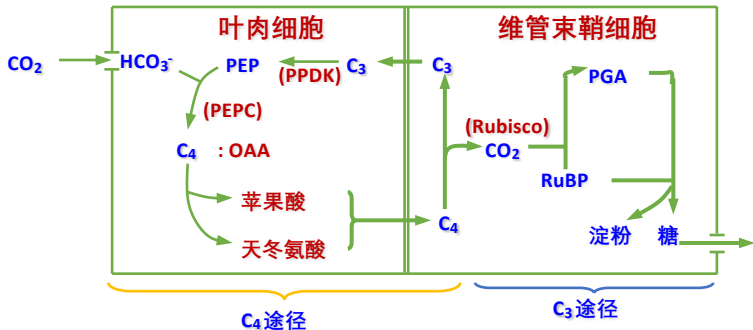 叶肉细胞
维管束鞘细胞
CO₂
HCO₃⁻
PEP
(PPDK)
C₃
C₃
PGA
(PEPC)
(Rubisco)
C₄
: OAA
CO₂
RuBP
苹果酸
天冬氨酸
C₄
淀粉
糖
C₄途径
C₃途径